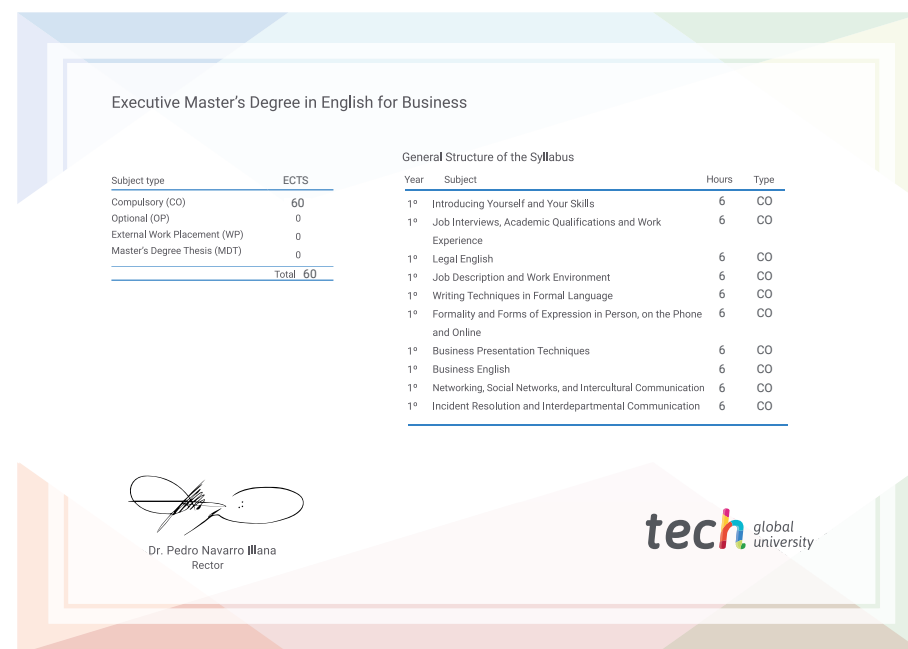 Executive Master's Degree in English for Business
Subject type ECTS
Compulsory (CO) 60
Optional (OP) 0
External Work Placement (WP) 0
Master's Degree Thesis (MDT) 0
Total 60
General Structure of the Syllabus
Year Subject Hours Type
1º Introducing Yourself and Your Skills 6 CO
1º Job Interviews, Academic Qualifications and Work 6 CO
Experience
1º Legal English 6 CO
1º Job Description and Work Environment 6 CO
1º Writing Techniques in Formal Language 6 CO
1º Formality and Forms of Expression in Person, on the Phone 6 CO
and Online
1º Business Presentation Techniques 6 CO
1º Business English 6 CO
1º Networking, Social Networks, and Intercultural Communication 6 CO
1º Incident Resolution and Interdepartmental Communication 6 CO
Dr. Pedro Navarro Illana
Rector
tech global
university